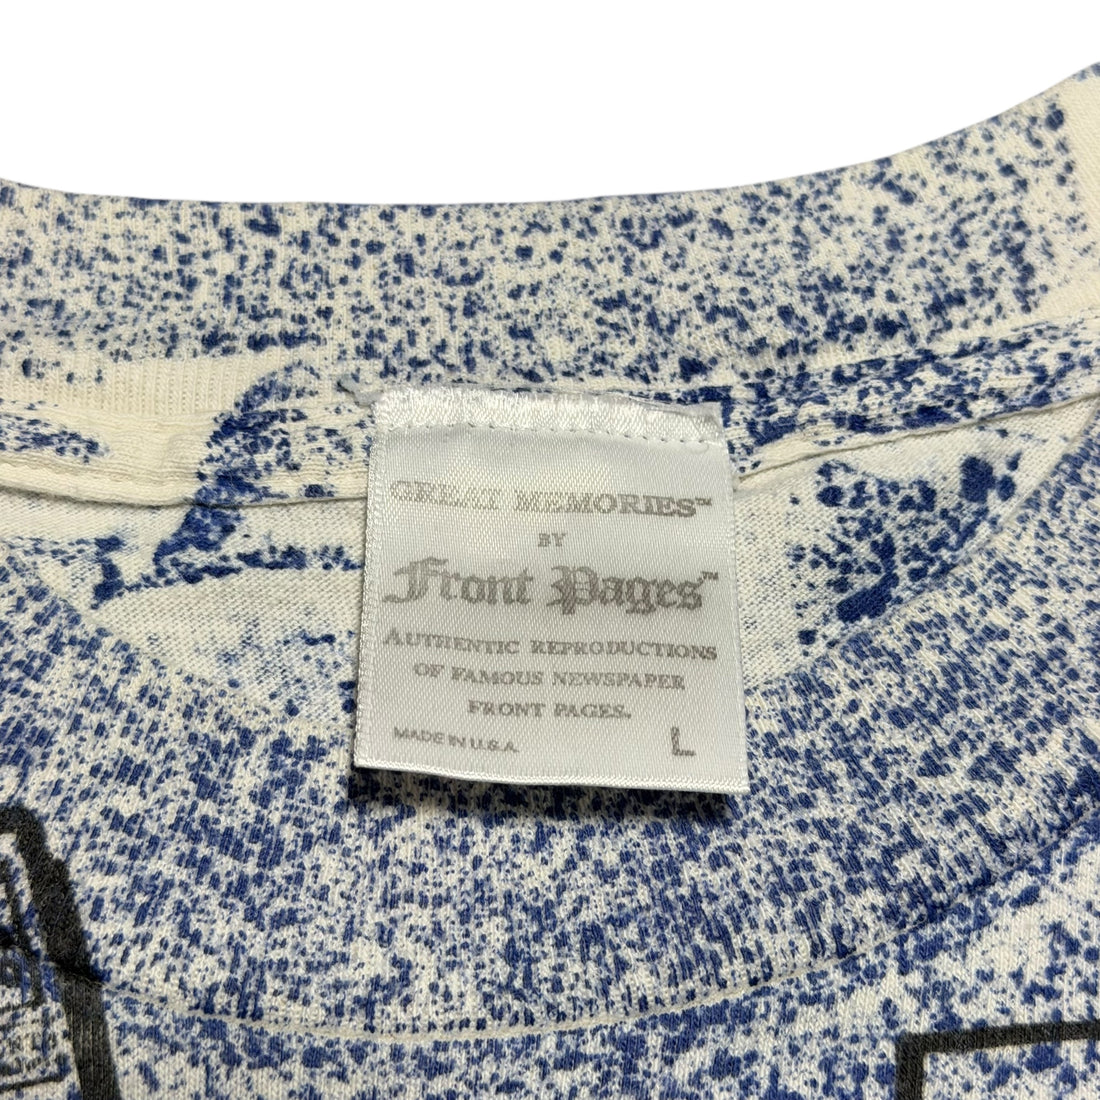 GREAT MEMORIES™
BY
Front Pages™
AUTHENTIC REPRODUCTIONS
OF FAMOUS NEWSPAPER
FRONT PAGES.
MADE IN U.S.A. L